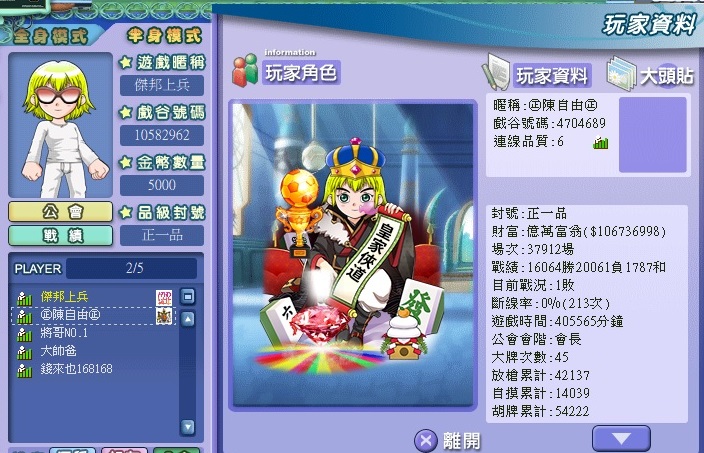 全身模式 半身模式
遊戲暱稱
傑邦上兵
戲谷號碼
10582962
金幣數量
5000
公會
品級封號
戰績
正一品
PLAYER 2/5
傑邦上兵
㊣陳自由㊣
將哥NO.1
大帥爸
錢來也168168
玩家資料
information
玩家角色
皇家俠道
六
發
離開
玩家資料 大頭貼
暱稱:㊣陳自由㊣
戲谷號碼:4704689
連線品質:6
封號:正一品
財富:億萬富翁($106736998)
場次:37912場
戰績:16064勝20061負1787和
目前戰況:1敗
斷線率:0%(213次)
遊戲時間:405565分鐘
公會會階:會長
大牌次數:45
放槍累計:42137
自摸累計:14039
胡牌累計:54222